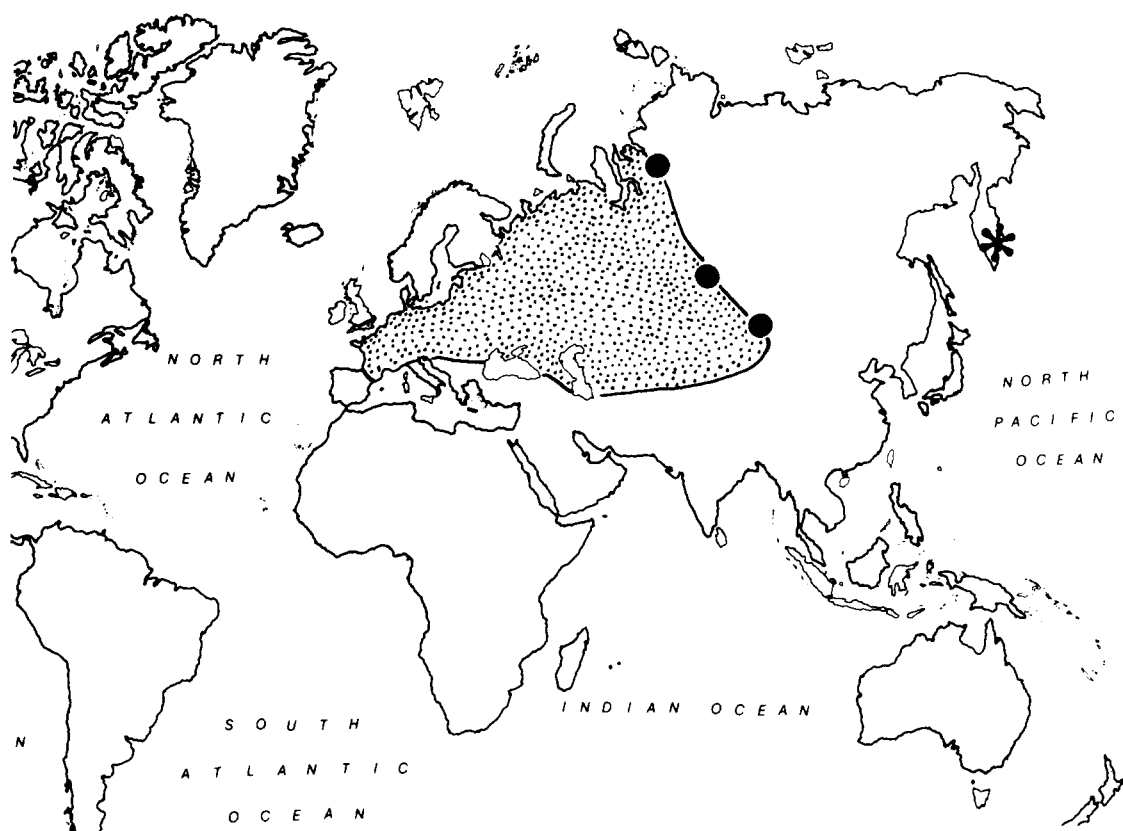 NORTH
ATLANTIC
OCEAN
NORTH
PACIFIC
OCEAN
INDIAN OCEAN
SOUTH
ATLANTIC
OCEAN
N